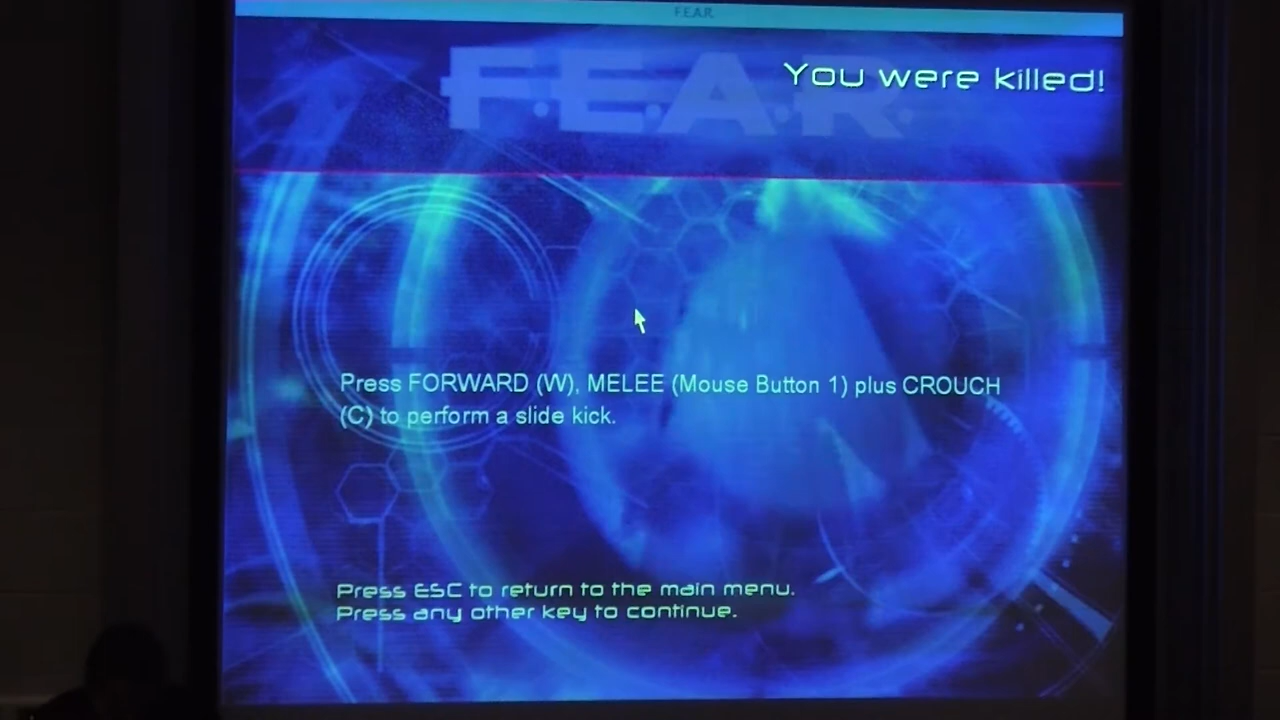 F.E.A.R.
F.E.A.R.
You were killed!
Press FORWARD (W), MELEE (Mouse Button 1) plus CROUCH
(C) to perform a slide kick.
Press ESC to return to the main menu.
Press any other key to continue.